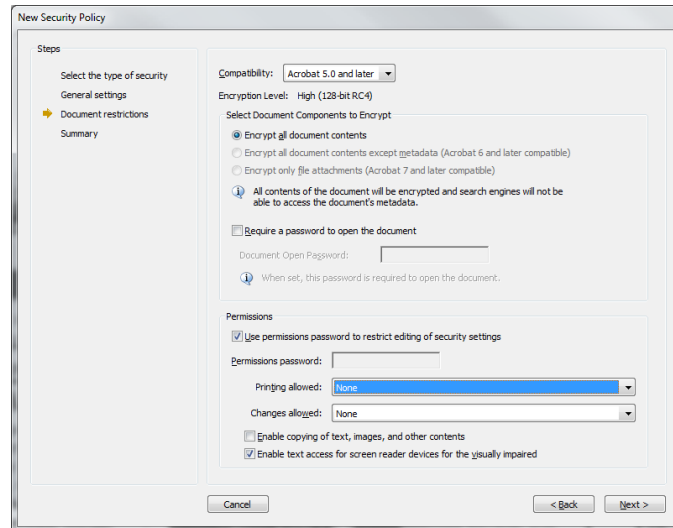 New Security Policy
Steps
Select the type of security
General settings
Document restrictions
Summary
Compatibility: Acrobat 5.0 and later
Encryption Level: High (128-bit RC4)
Select Document Components to Encrypt
Encrypt all document contents
Encrypt all document contents except metadata (Acrobat 6 and later compatible)
Encrypt only file attachments (Acrobat 7 and later compatible)
All contents of the document will be encrypted and search engines will not be
able to access the document's metadata.
Require a password to open the document
Document Open Password:
When set, this password is required to open the document.
Permissions
Use permissions password to restrict editing of security settings
Permissions password:
Printing allowed: None
Changes allowed: None
Enable copying of text, images, and other contents
Enable text access for screen reader devices for the visually impaired
Cancel < Back Next >